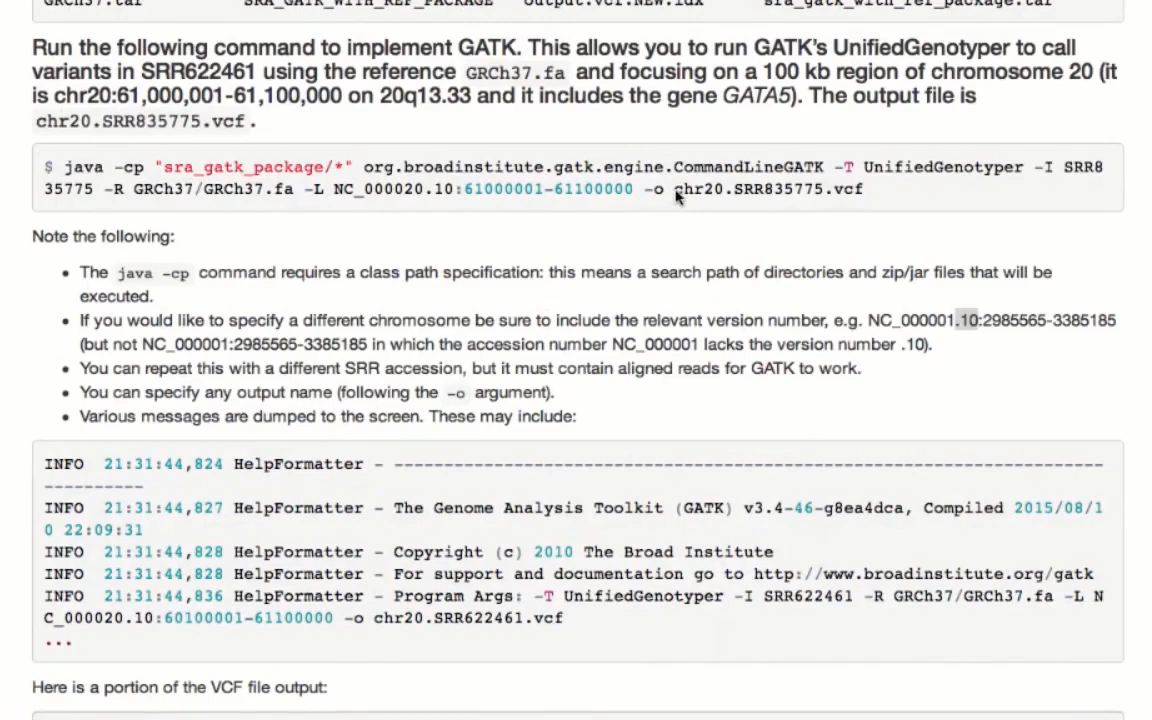 GRCh37.tar SRA_GATK_WITH_REF_PACKAGE output.vcf.NEW.idx sra_gatk_with_ref_package.tar
Run the following command to implement GATK. This allows you to run GATK's UnifiedGenotyper to call
variants in SRR622461 using the reference GRCh37.fa and focusing on a 100 kb region of chromosome 20 (it
is chr20:61,000,001-61,100,000 on 20q13.33 and it includes the gene GATA5). The output file is
chr20.SRR835775.vcf.
$ java -cp "sra_gatk_package/*" org.broadinstitute.gatk.engine.CommandLineGATK -T UnifiedGenotyper -I SRR8
35775 -R GRCh37/GRCh37.fa -L NC_000020.10:61000001-61100000 -o chr20.SRR835775.vcf
Note the following:
• The java -cp command requires a class path specification: this means a search path of directories and zip/jar files that will be
executed.
• If you would like to specify a different chromosome be sure to include the relevant version number, e.g. NC_000001.10:2985565-3385185
(but not NC_000001:2985565-3385185 in which the accession number NC_000001 lacks the version number .10).
• You can repeat this with a different SRR accession, but it must contain aligned reads for GATK to work.
• You can specify any output name (following the -o argument).
• Various messages are dumped to the screen. These may include:
INFO 21:31:44,824 HelpFormatter - -----------------------------------------------------------------------
----------
INFO 21:31:44,827 HelpFormatter - The Genome Analysis Toolkit (GATK) v3.4-46-g8ea4dca, Compiled 2015/08/1
0 22:09:31
INFO 21:31:44,828 HelpFormatter - Copyright (c) 2010 The Broad Institute
INFO 21:31:44,828 HelpFormatter - For support and documentation go to http://www.broadinstitute.org/gatk
INFO 21:31:44,836 HelpFormatter - Program Args: -T UnifiedGenotyper -I SRR622461 -R GRCh37/GRCh37.fa -L N
C_000020.10:60100001-61100000 -o chr20.SRR622461.vcf
...
Here is a portion of the VCF file output: